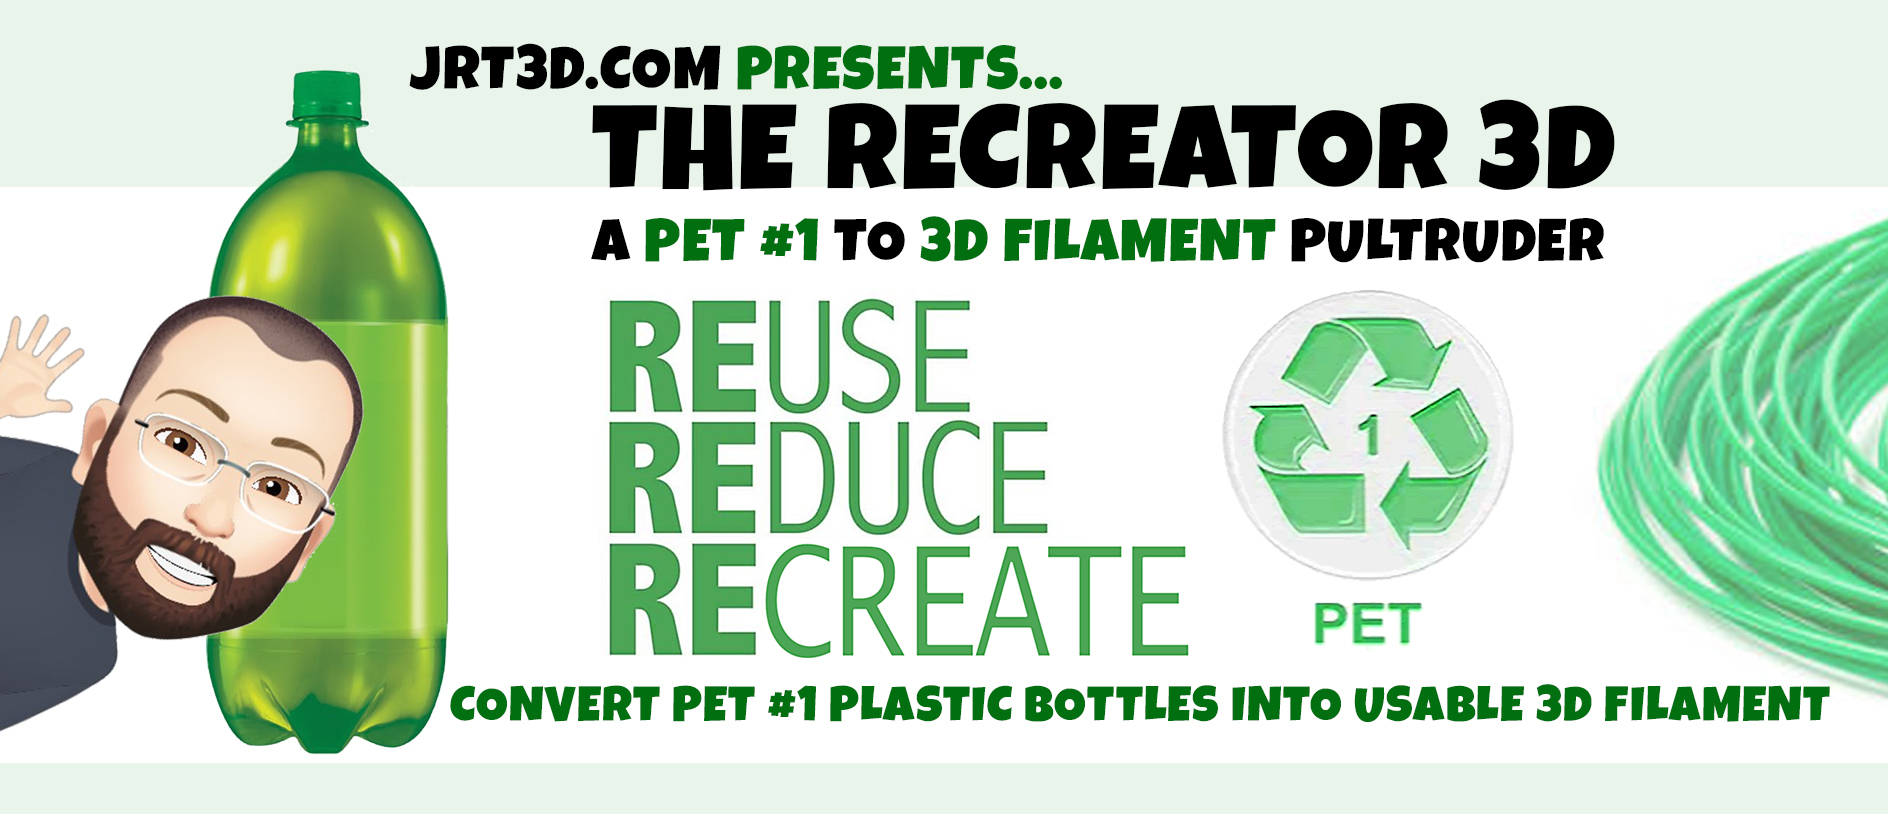 JRT3D.COM PRESENTS...
THE RECREATOR 3D
A PET #1 TO 3D FILAMENT PULTRUDER
REUSE
REDUCE
RECREATE
1
PET
CONVERT PET #1 PLASTIC BOTTLES INTO USABLE 3D FILAMENT